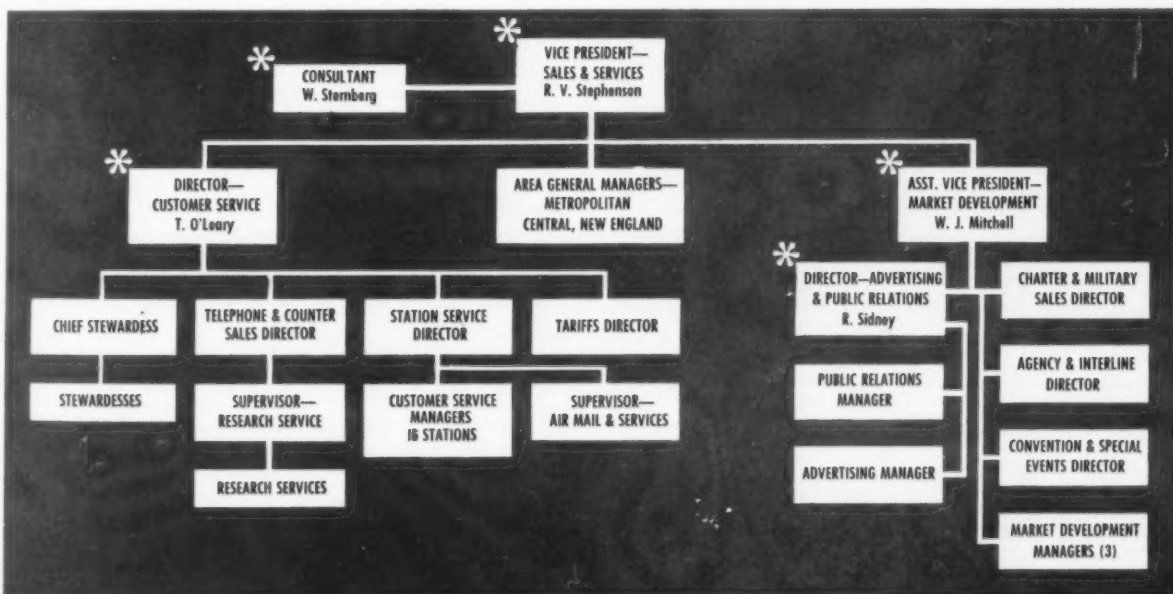 *
CONSULTANT
W. Sternberg
*
VICE PRESIDENT—
SALES & SERVICES
R. V. Stephenson
*
DIRECTOR—
CUSTOMER SERVICE
T. O'Leary
AREA GENERAL MANAGERS—
METROPOLITAN
CENTRAL, NEW ENGLAND
*
ASST. VICE PRESIDENT—
MARKET DEVELOPMENT
W. J. Mitchell
CHIEF STEWARDESS
TELEPHONE & COUNTER
SALES DIRECTOR
STATION SERVICE
DIRECTOR
TARIFFS DIRECTOR
STEWARDESSES
SUPERVISOR—
RESEARCH SERVICE
CUSTOMER SERVICE
MANAGERS
16 STATIONS
SUPERVISOR—
AIR MAIL & SERVICES
RESEARCH SERVICES
*
DIRECTOR—ADVERTISING
& PUBLIC RELATIONS
R. Sidney
CHARTER & MILITARY
SALES DIRECTOR
PUBLIC RELATIONS
MANAGER
AGENCY & INTERLINE
DIRECTOR
ADVERTISING MANAGER
CONVENTION & SPECIAL
EVENTS DIRECTOR
MARKET DEVELOPMENT
MANAGERS (3)